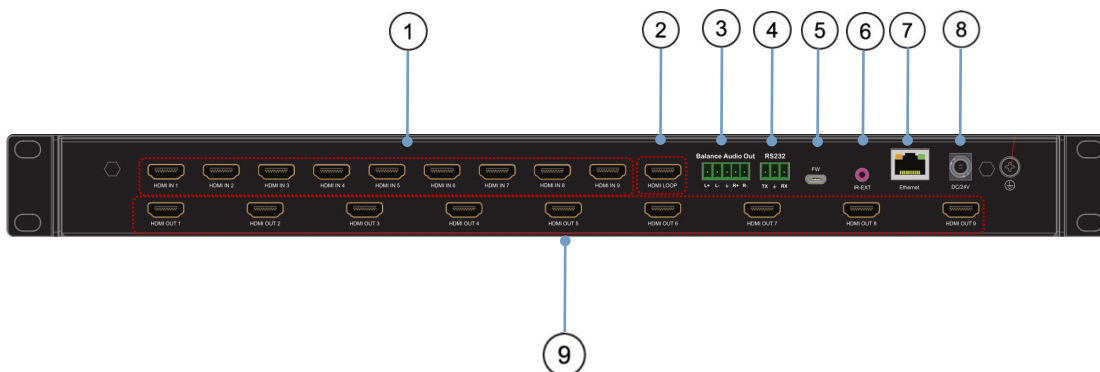 1 2 3 4 5 6 7 8
Balance Audio Out RS232
FW
L+ L- ⏚ R+ R- TX ⏚ RX
HDMI IN 1 HDMI IN 2 HDMI IN 3 HDMI IN 4 HDMI IN 5 HDMI IN 6 HDMI IN 7 HDMI IN 8 HDMI IN 9 HDMI LOOP IR-EXT Ethernet DC/24V
HDMI OUT 1 HDMI OUT 2 HDMI OUT 3 HDMI OUT 4 HDMI OUT 5 HDMI OUT 6 HDMI OUT 7 HDMI OUT 8 HDMI OUT 9
9